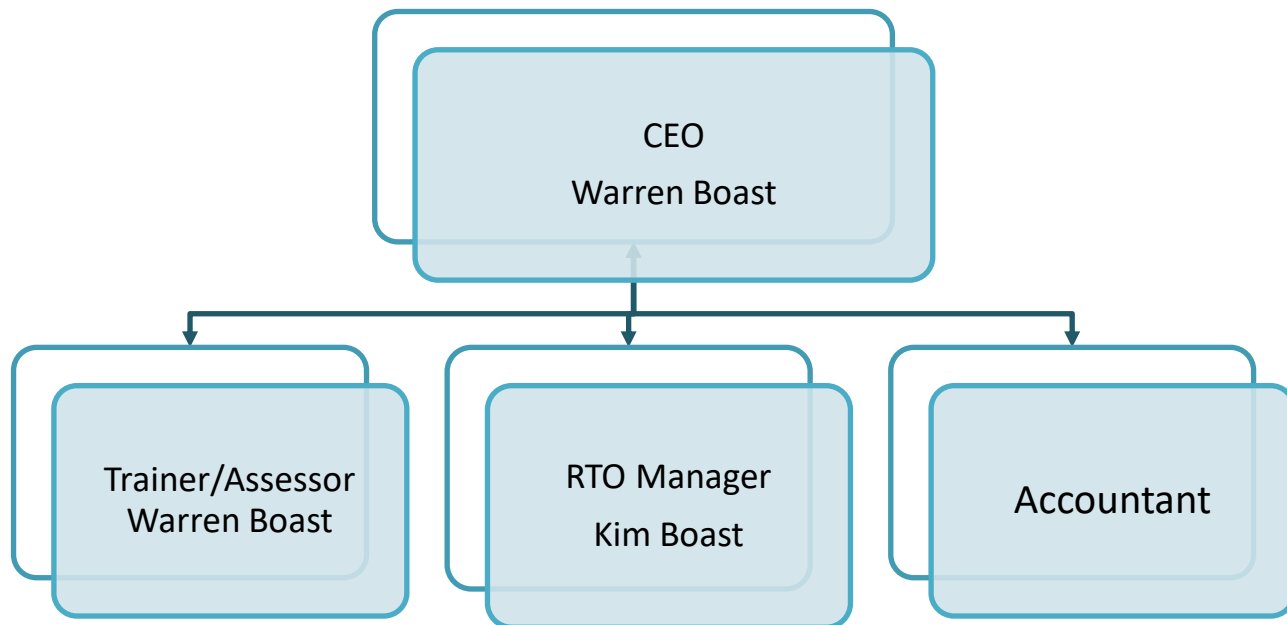 CEO
Warren Boast
Trainer/Assessor
Warren Boast
RTO Manager
Kim Boast
Accountant